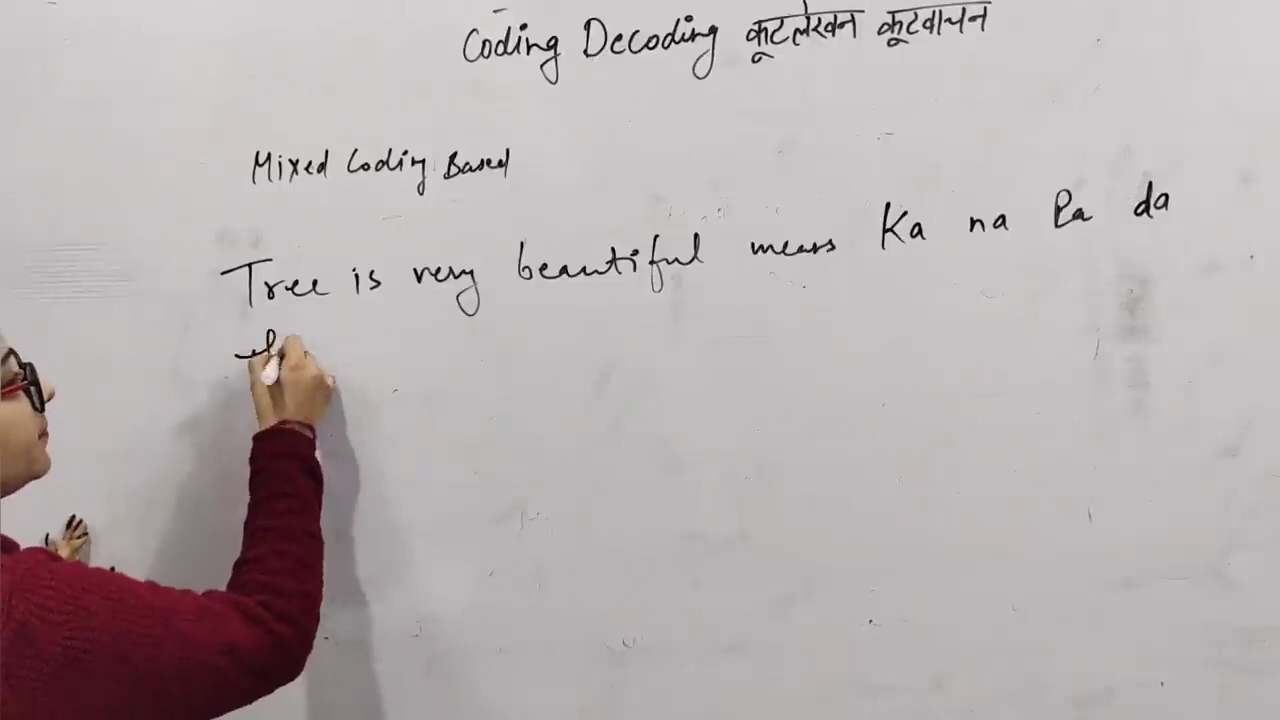 Coding Decoding कूटलेखन कूटवाचन
Mixed Coding Based
Tree is very beautiful means Ka na Pa da